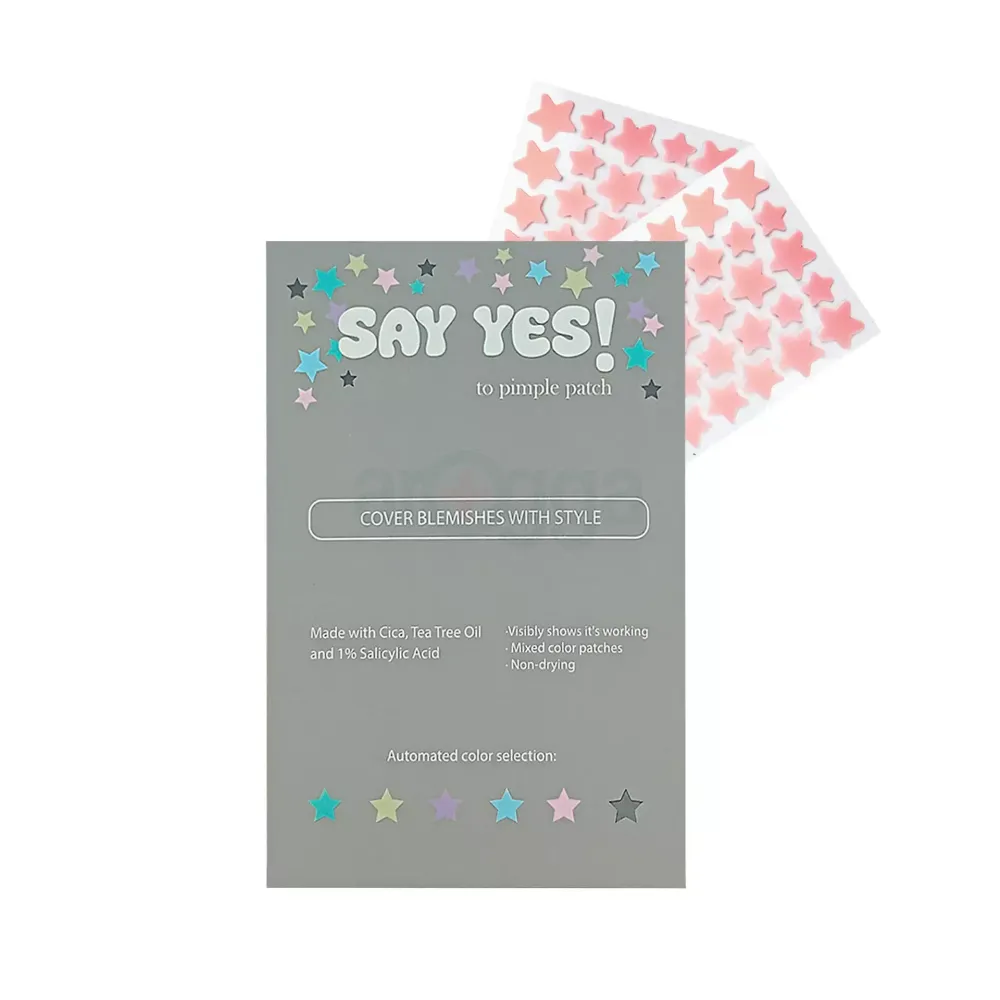 SAY YES!
to pimple patch
arogga
COVER BLEMISHES WITH STYLE
Made with Cica, Tea Tree Oil
and 1% Salicylic Acid
·Visibly shows it's working
· Mixed color patches
· Non-drying
Automated color selection: